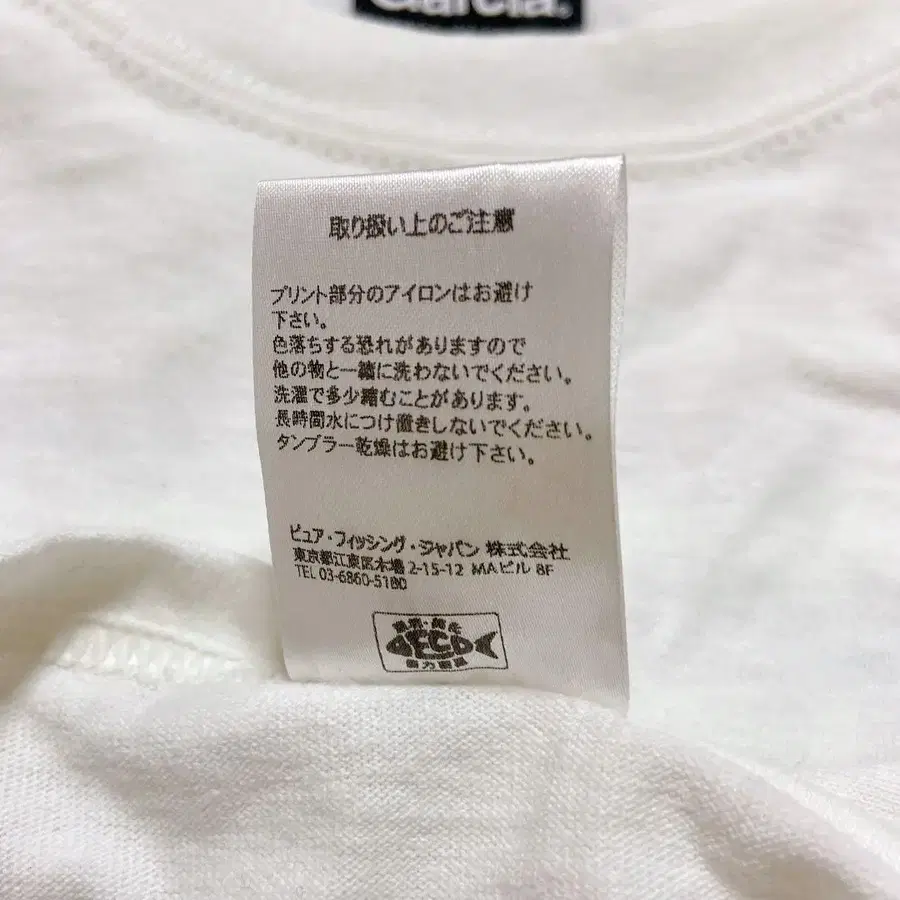 Garcia.
取り扱い上のご注意
プリント部分のアイロンはお避け
下さい。
色落ちする恐れがありますので
他の物と一緒に洗わないでください。
洗濯で多少縮むことがあります。
長時間水につけ置きしないでください。
タンブラー乾燥はお避け下さい。
ピュア・フィッシング・ジャパン 株式会社
東京都江東区木場 2-15-12 MAビル 8F
TEL 03-6860-5180